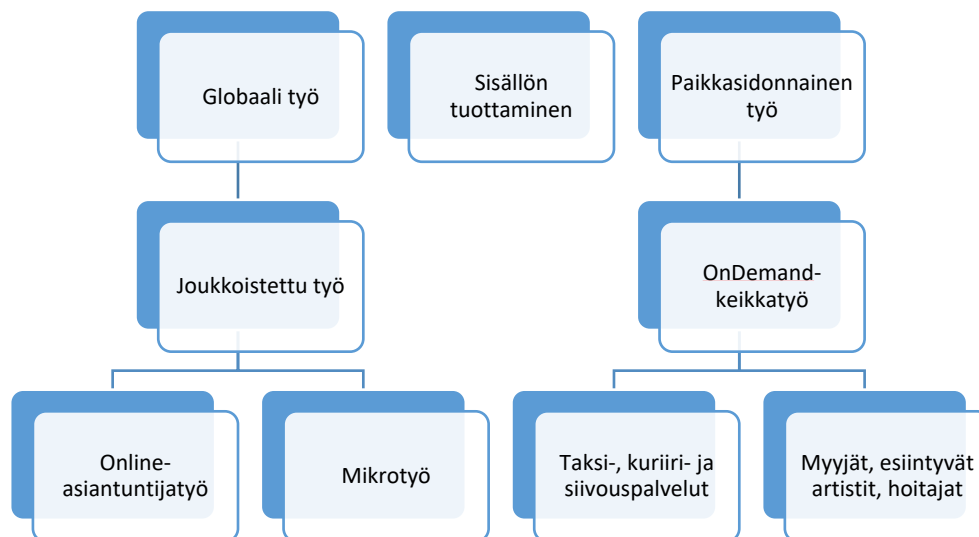 Globaali työ
Sisällön
tuottaminen
Paikkasidonnainen
työ
Joukkoistettu työ
OnDemand-
keikkatyö
Online-
asiantuntijatyö
Mikrotyö
Taksi-, kuriiri- ja
siivouspalvelut
Myyjät, esiintyvät
artistit, hoitajat